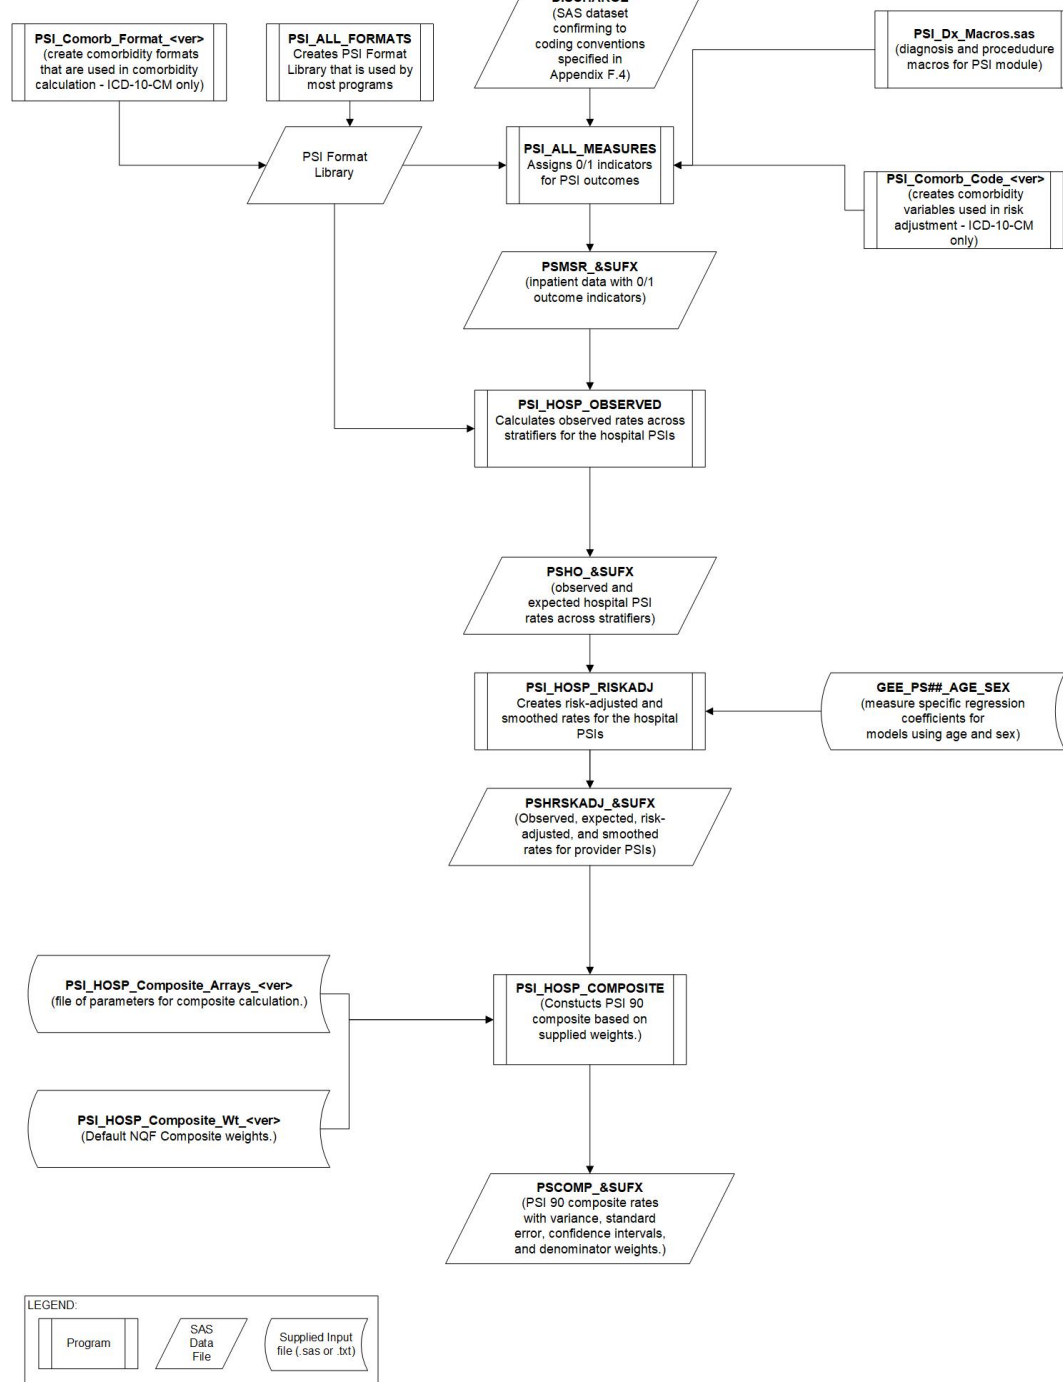 DISCHARGE
(SAS dataset
confirming to
coding conventions
specified in
Appendix F.4)
PSI_Comorb_Format_<ver>
(create comorbidity formats
that are used in comorbidity
calculation - ICD-10-CM only)
PSI_ALL_FORMATS
Creates PSI Format
Library that is used by
most programs
PSI_Dx_Macros.sas
(diagnosis and procedudure
macros for PSI module)
PSI Format
Library
PSI_ALL_MEASURES
Assigns 0/1 indicators
for PSI outcomes
PSI_Comorb_Code_<ver>
(creates comorbidity
variables used in risk
adjustment - ICD-10-CM
only)
PSMSR_&SUFX
(inpatient data with 0/1
outcome indicators)
PSI_HOSP_OBSERVED
Calculates observed rates across
stratifiers for the hospital PSIs
PSHO_&SUFX
(observed and
expected hospital PSI
rates across stratifiers)
PSI_HOSP_RISKADJ
Creates risk-adjusted and
smoothed rates for the hospital
PSIs
GEE_PS##_AGE_SEX
(measure specific regression
coefficients for
models using age and sex)
PSHRSKADJ_&SUFX
(Observed, expected, risk-
adjusted, and smoothed
rates for provider PSIs)
PSI_HOSP_Composite_Arrays_<ver>
(file of parameters for composite calculation.)
PSI_HOSP_COMPOSITE
(Constucts PSI 90
composite based on
supplied weights.)
PSI_HOSP_Composite_Wt_<ver>
(Default NQF Composite weights.)
PSCOMP_&SUFX
(PSI 90 composite rates
with variance, standard
error, confidence intervals,
and denominator weights.)
LEGEND:
Program
SAS
Data
File
Supplied Input
file (.sas or .txt)